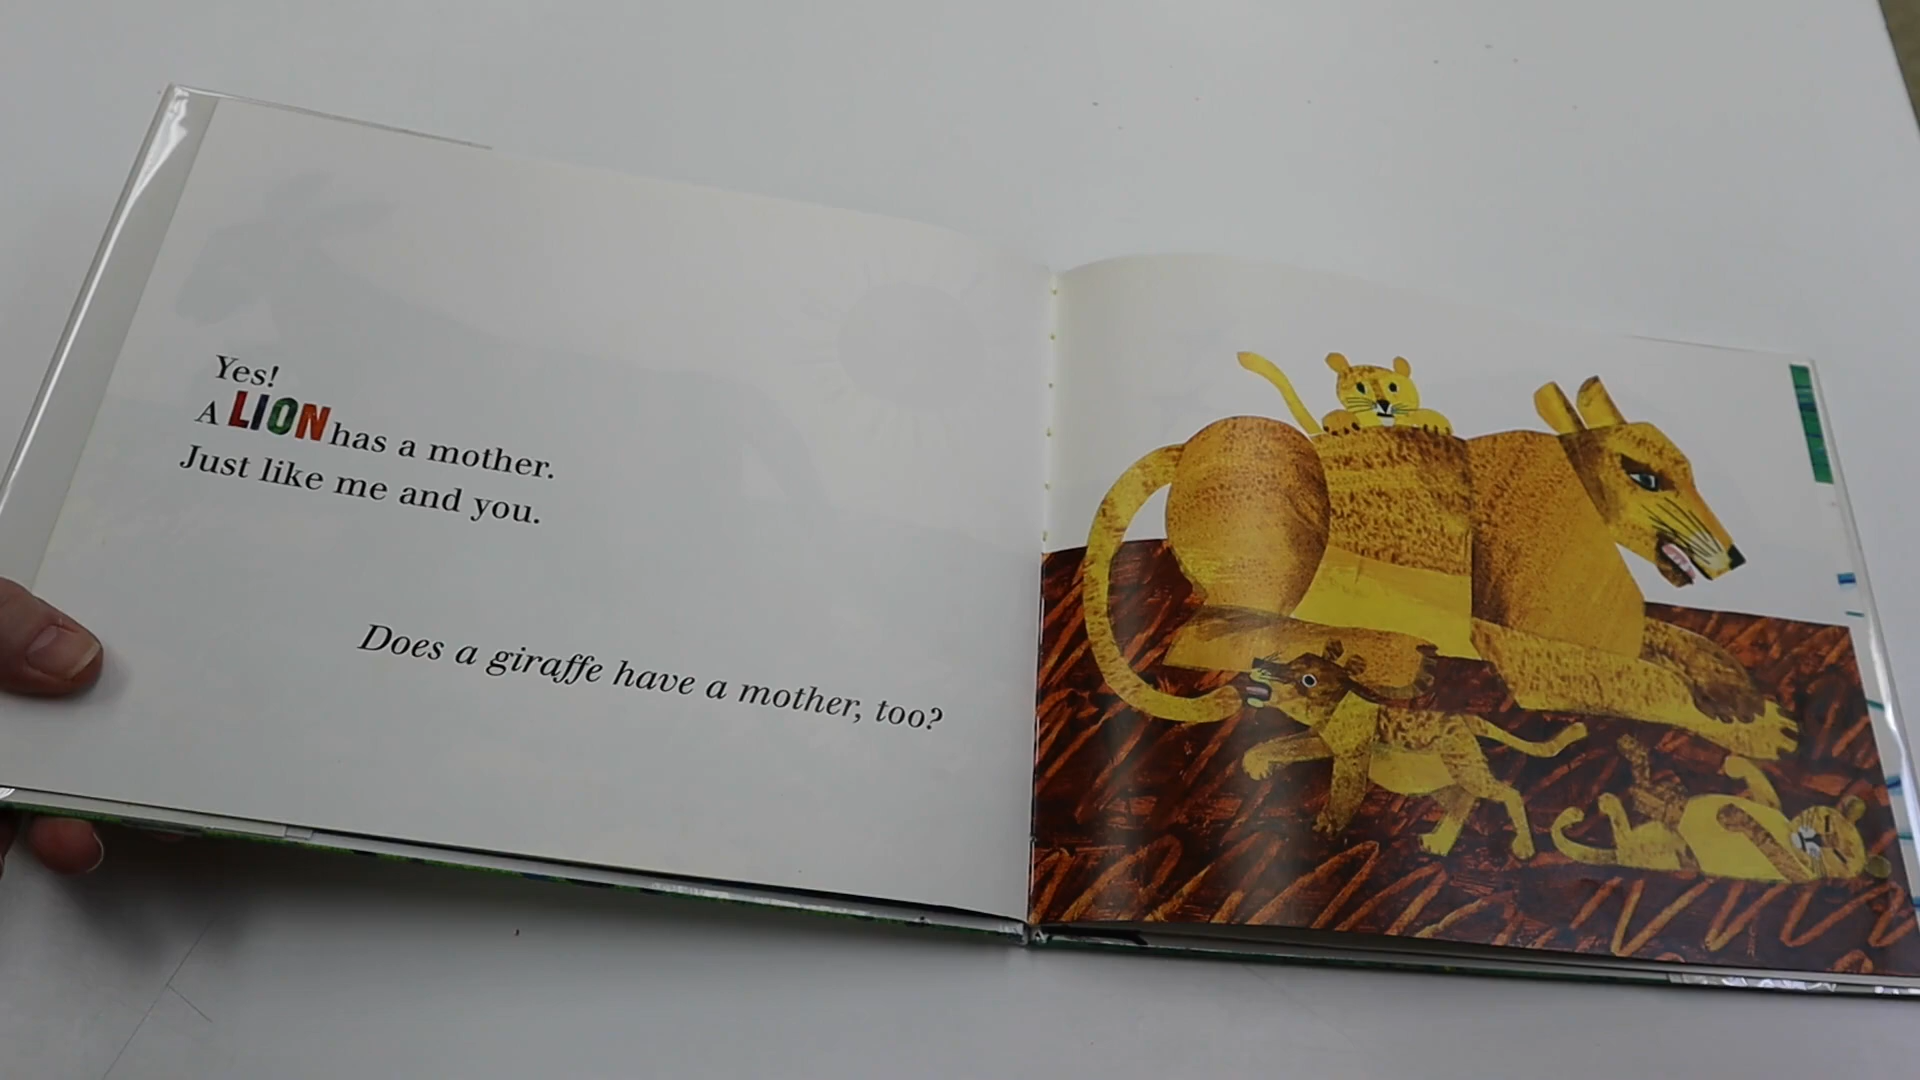 Yes!
A LION has a mother.
Just like me and you.
Does a giraffe have a mother, too?